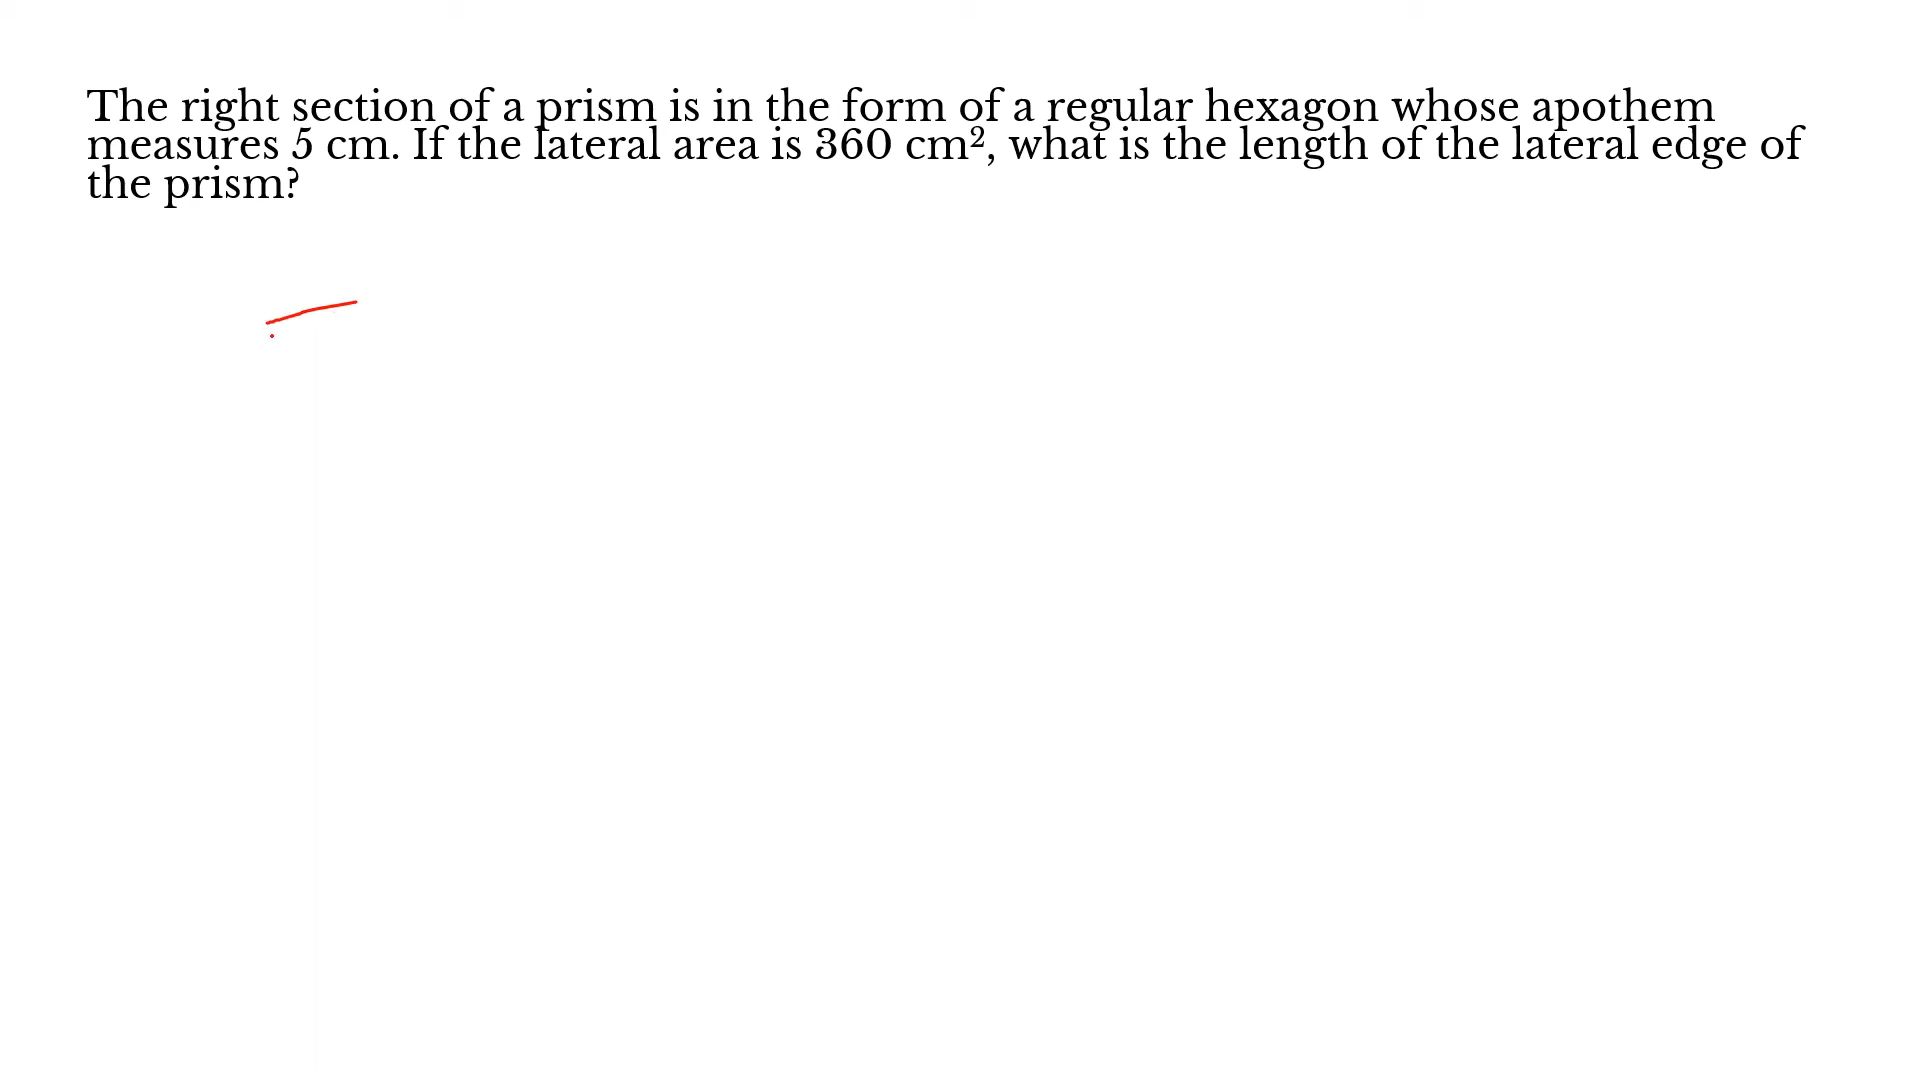 The right section of a prism is in the form of a regular hexagon whose apothem
measures 5 cm. If the lateral area is 360 cm², what is the length of the lateral edge of
the prism?